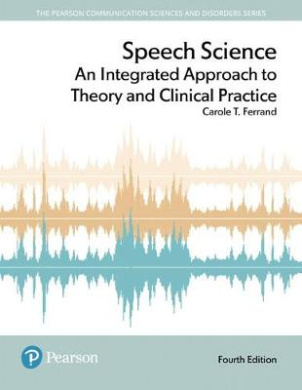 THE PEARSON COMMUNICATION SCIENCES AND DISORDERS SERIES
Speech Science
An Integrated Approach to
Theory and Clinical Practice
Carole T. Ferrand
Pearson
Fourth Edition